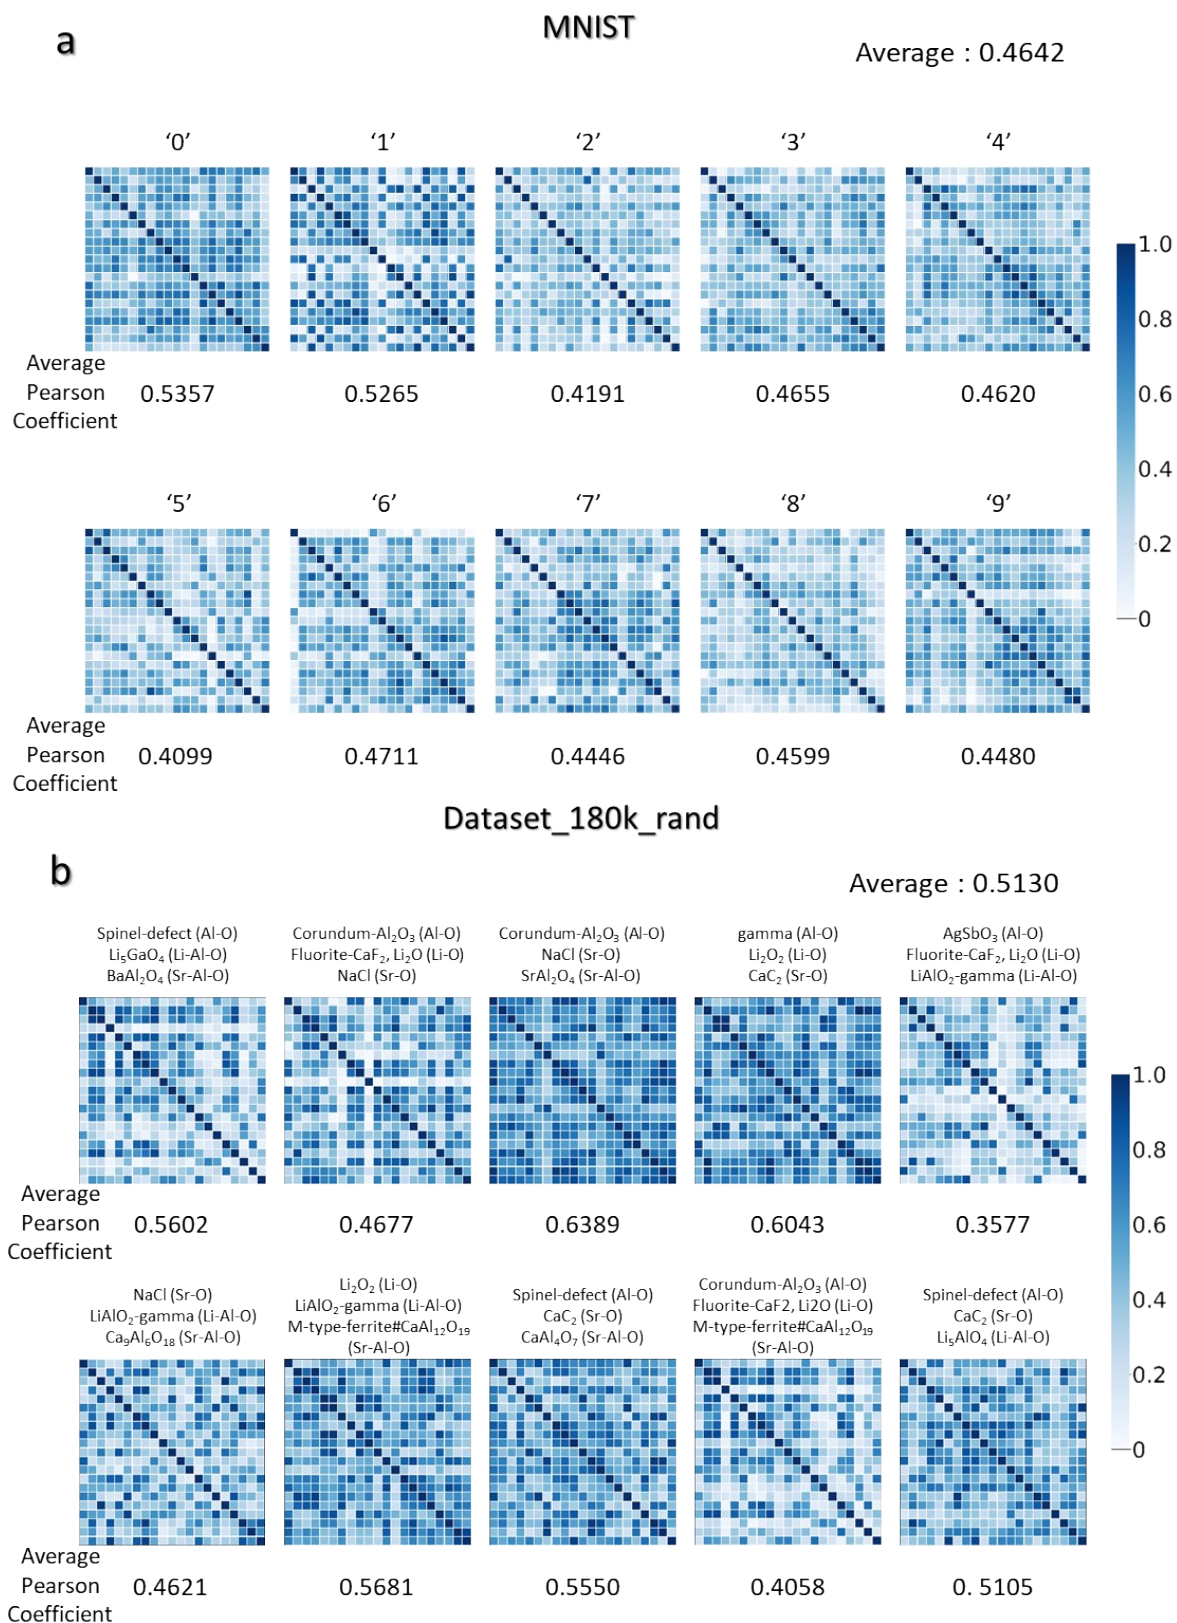 MNIST
a
Average : 0.4642
‘0’ ‘1’ ‘2’ ‘3’ ‘4’
1.0
0.8
0.6
0.4
0.2
0
Average
Pearson
Coefficient
0.5357 0.5265 0.4191 0.4655 0.4620
‘5’ ‘6’ ‘7’ ‘8’ ‘9’
Average
Pearson
Coefficient
0.4099 0.4711 0.4446 0.4599 0.4480
Dataset_180k_rand
b
Average : 0.5130
Spinel-defect (Al-O)
Li₅GaO₄ (Li-Al-O)
BaAl₂O₄ (Sr-Al-O)
Corundum-Al₂O₃ (Al-O)
Fluorite-CaF₂, Li₂O (Li-O)
NaCl (Sr-O)
Corundum-Al₂O₃ (Al-O)
NaCl (Sr-O)
SrAl₂O₄ (Sr-Al-O)
gamma (Al-O)
Li₂O₂ (Li-O)
CaC₂ (Sr-O)
AgSbO₃ (Al-O)
Fluorite-CaF₂, Li₂O (Li-O)
LiAlO₂-gamma (Li-Al-O)
1.0
0.8
0.6
0.4
0.2
0
Average
Pearson
Coefficient
0.5602 0.4677 0.6389 0.6043 0.3577
NaCl (Sr-O)
LiAlO₂-gamma (Li-Al-O)
Ca₉Al₆O₁₈ (Sr-Al-O)
Li₂O₂ (Li-O)
LiAlO₂-gamma (Li-Al-O)
M-type-ferrite#CaAl₁₂O₁₉
(Sr-Al-O)
Spinel-defect (Al-O)
CaC₂ (Sr-O)
CaAl₄O₇ (Sr-Al-O)
Corundum-Al₂O₃ (Al-O)
Fluorite-CaF2, Li2O (Li-O)
M-type-ferrite#CaAl₁₂O₁₉
(Sr-Al-O)
Spinel-defect (Al-O)
CaC₂ (Sr-O)
Li₅AlO₄ (Li-Al-O)
Average
Pearson
Coefficient
0.4621 0.5681 0.5550 0.4058 0. 5105